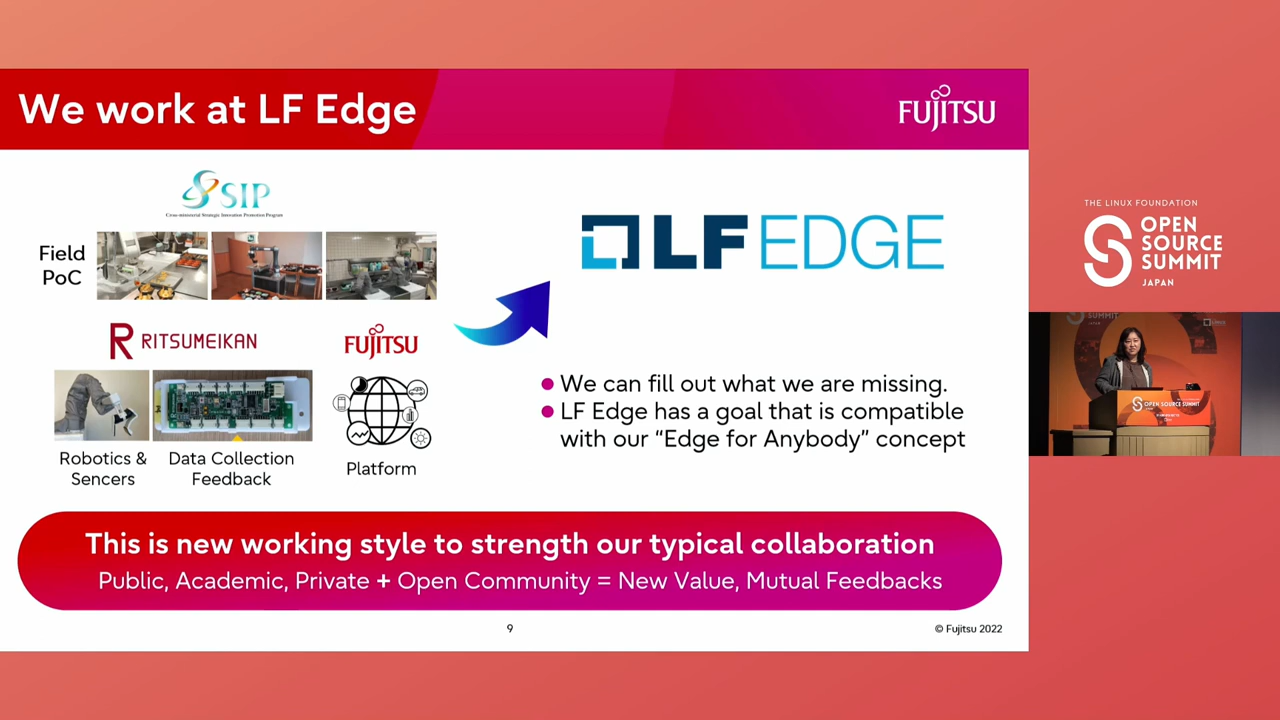 We work at LF Edge
FUJITSU
SIP
Cross-ministerial Strategic Innovation Promotion Program
Field
PoC
RITSUMEIKAN
FUJITSU
Robotics &
Sencers
Data Collection
Feedback
Platform
LF EDGE
We can fill out what we are missing.
LF Edge has a goal that is compatible
with our “Edge for Anybody” concept
This is new working style to strength our typical collaboration
Public, Academic, Private + Open Community = New Value, Mutual Feedbacks
9
© Fujitsu 2022
THE LINUX FOUNDATION
OPEN
SOURCE
SUMMIT
JAPAN
SUMMIT
OPEN SOURCE SUMMIT